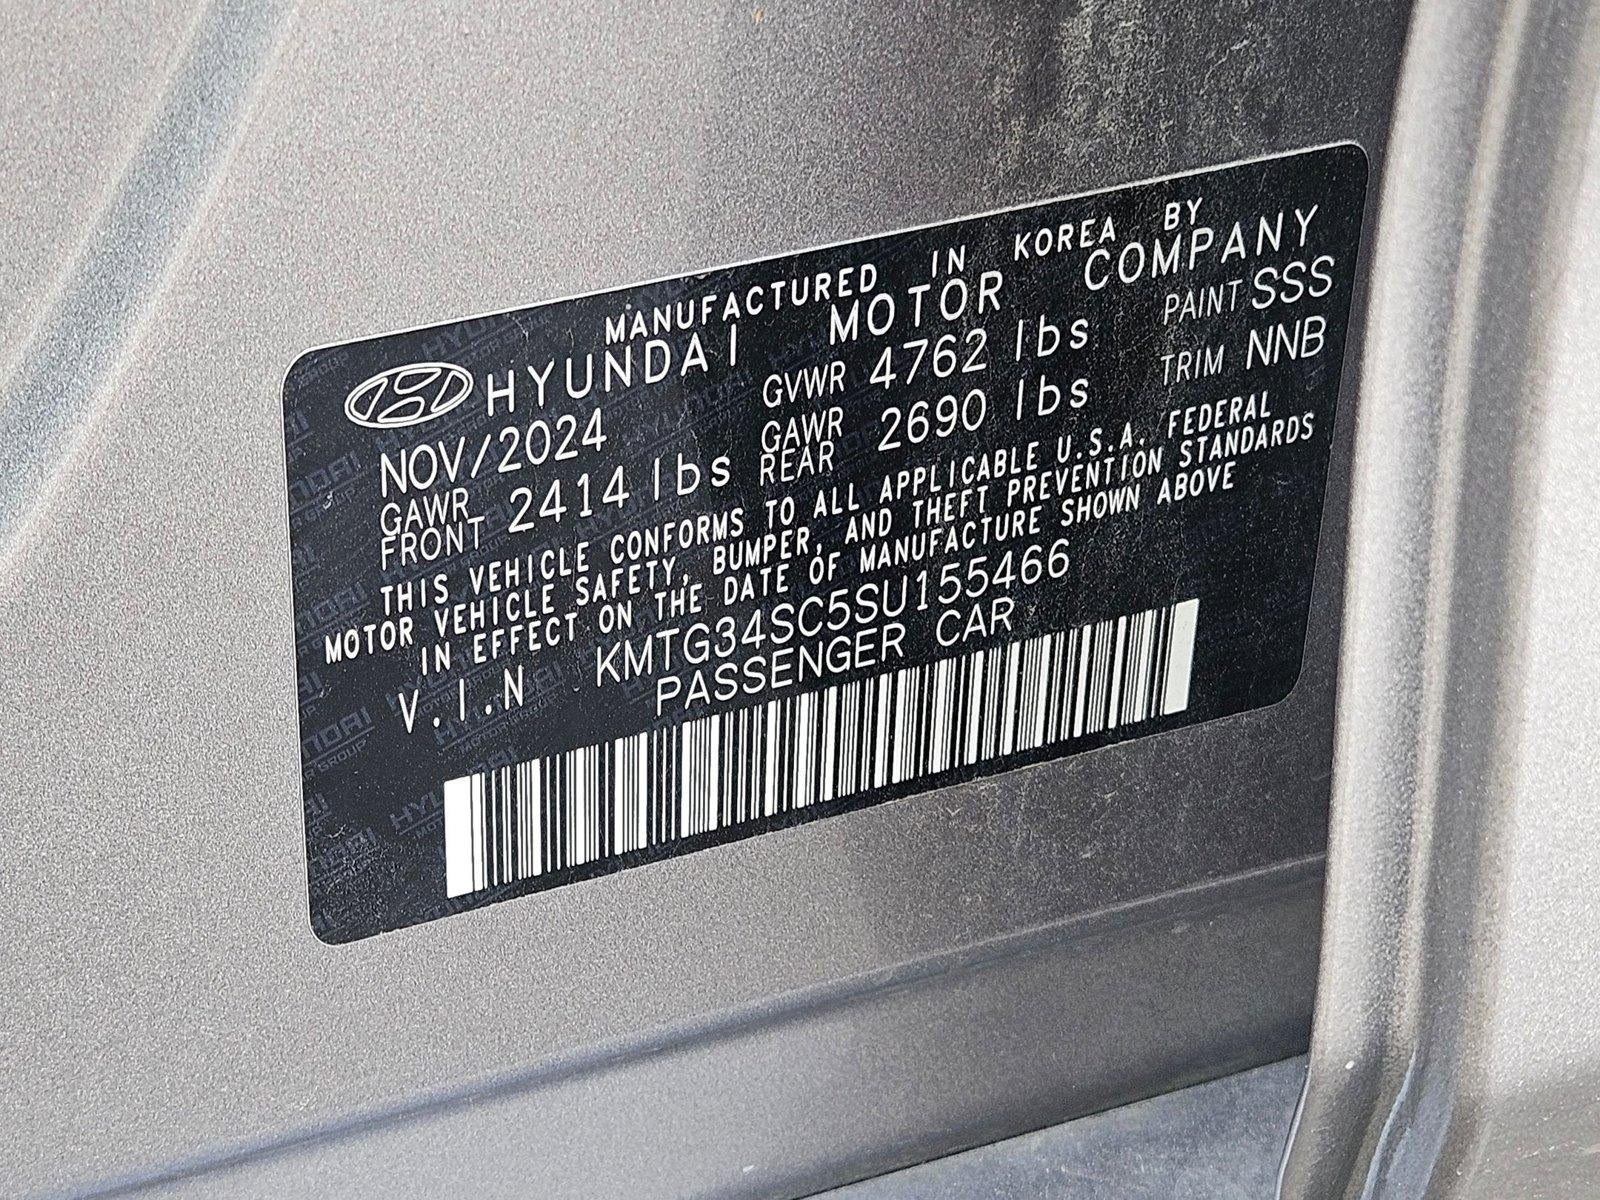 MANUFACTURED IN KOREA BY
HYUNDAI MOTOR COMPANY
NOV/2024 GVWR 4762 lbs PAINT SSS
GAWR FRONT 2414 lbs GAWR REAR 2690 lbs TRIM NNB
THIS VEHICLE CONFORMS TO ALL APPLICABLE U.S.A. FEDERAL
MOTOR VEHICLE SAFETY, BUMPER, AND THEFT PREVENTION STANDARDS
IN EFFECT ON THE DATE OF MANUFACTURE SHOWN ABOVE
V.I.N KMTG34SC5SU155466
PASSENGER CAR